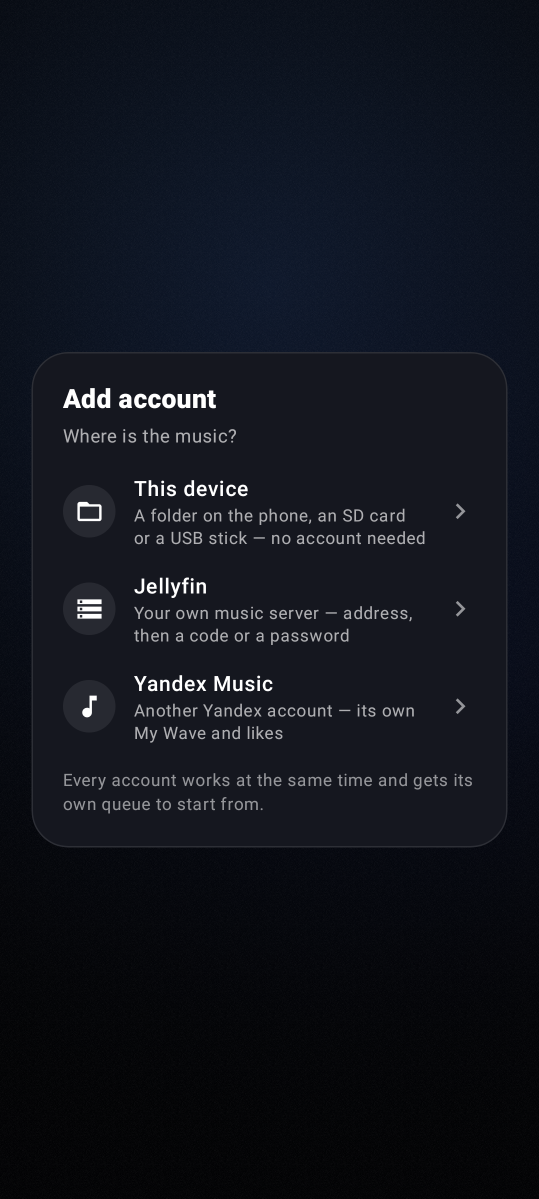 Add account
Where is the music?
This device
A folder on the phone, an SD card
or a USB stick — no account needed
Jellyfin
Your own music server — address,
then a code or a password
Yandex Music
Another Yandex account — its own
My Wave and likes
Every account works at the same time and gets its
own queue to start from.